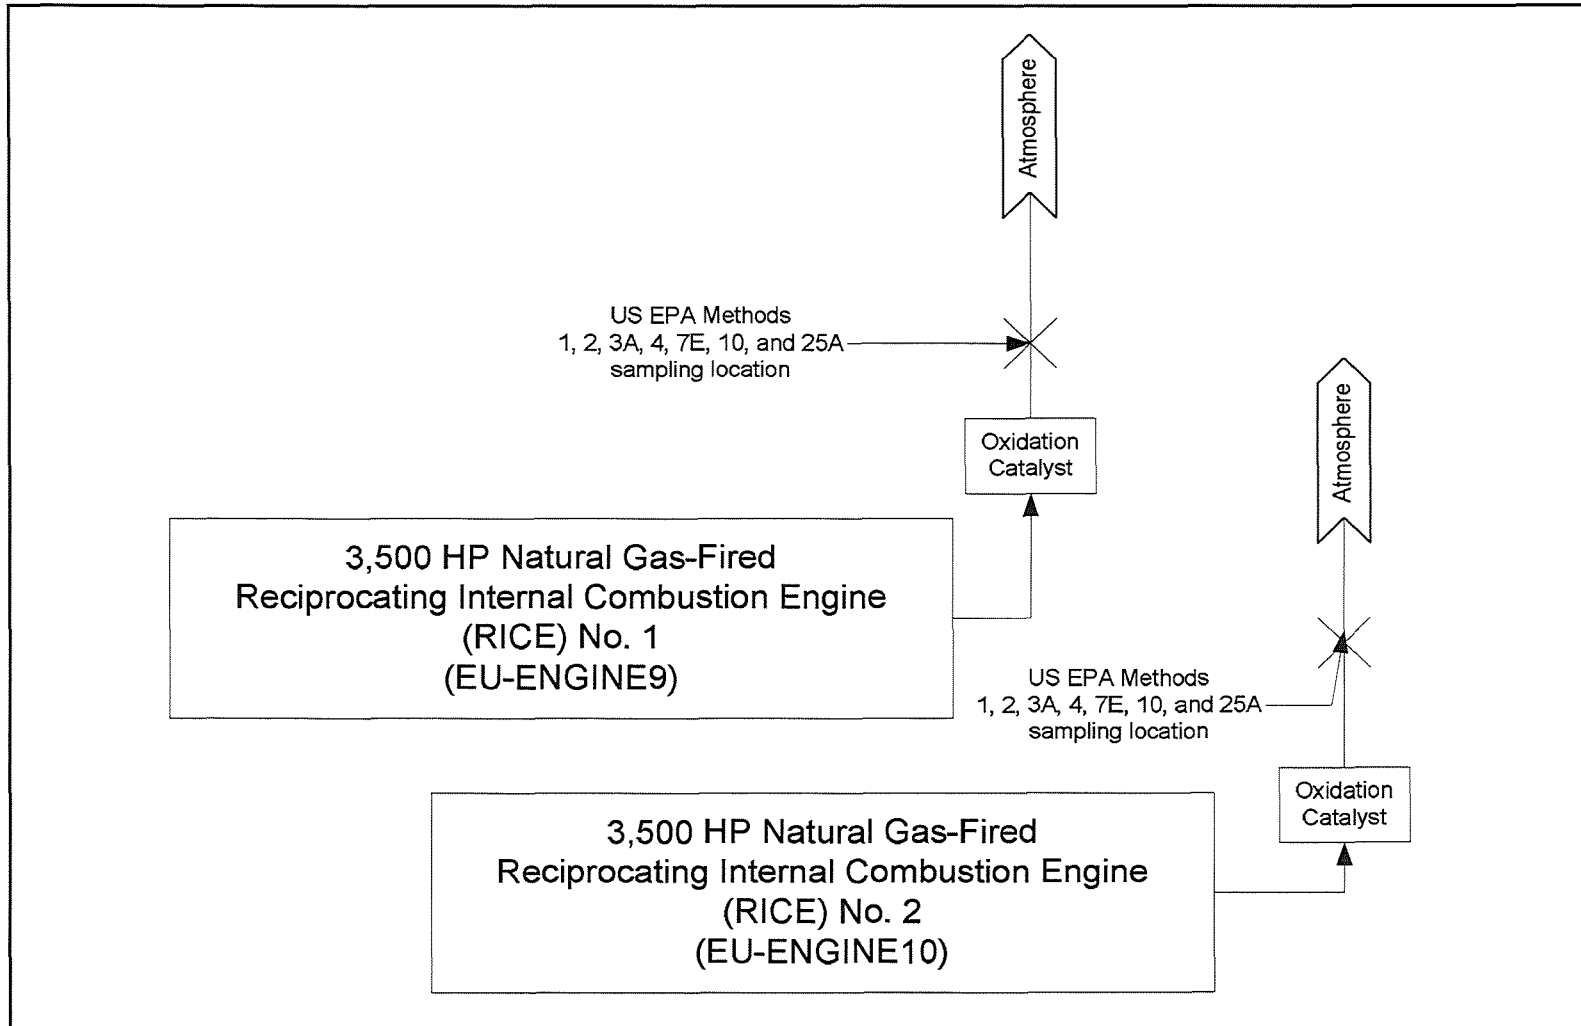 Atmosphere
US EPA Methods
1, 2, 3A, 4, 7E, 10, and 25A
sampling location
Oxidation
Catalyst
3,500 HP Natural Gas-Fired
Reciprocating Internal Combustion Engine
(RICE) No. 1
(EU-ENGINE9)
Atmosphere
US EPA Methods
1, 2, 3A, 4, 7E, 10, and 25A
sampling location
Oxidation
Catalyst
3,500 HP Natural Gas-Fired
Reciprocating Internal Combustion Engine
(RICE) No. 2
(EU-ENGINE10)